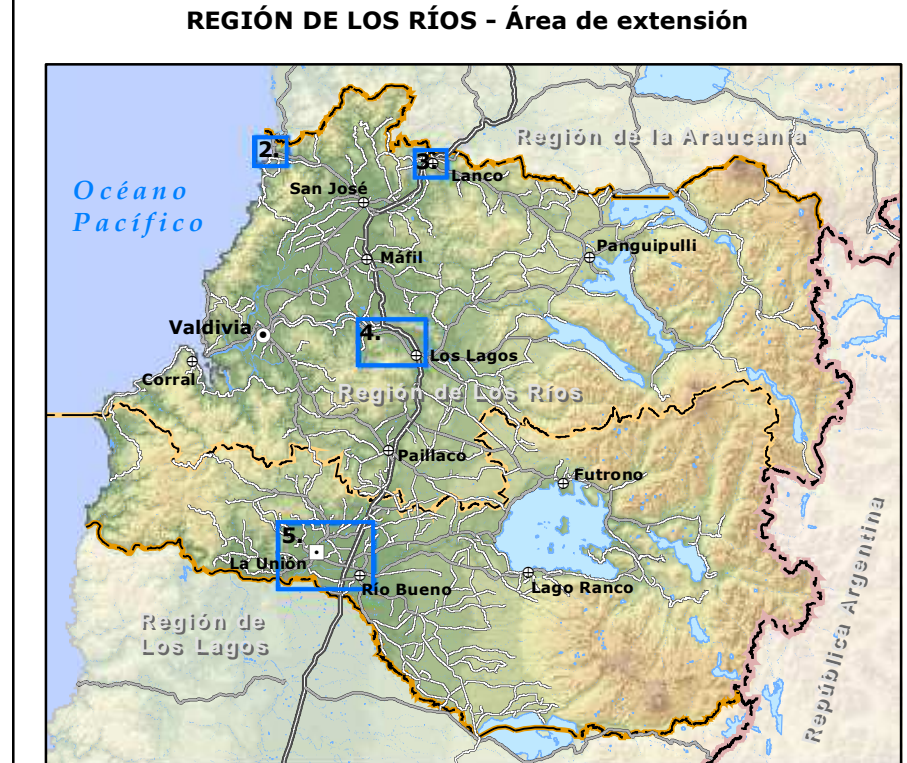 REGIÓN DE LOS RÍOS - Área de extensión
2.
3.
Región de la Araucanía
Lanco
Océano
Pacífico
San José
Panguipulli
Máfil
Valdivia
4.
Los Lagos
Corral
Región de Los Ríos
Paillaco
Futrono
5.
La Unión
Río Bueno
Lago Ranco
República Argentina
Región de
Los Lagos